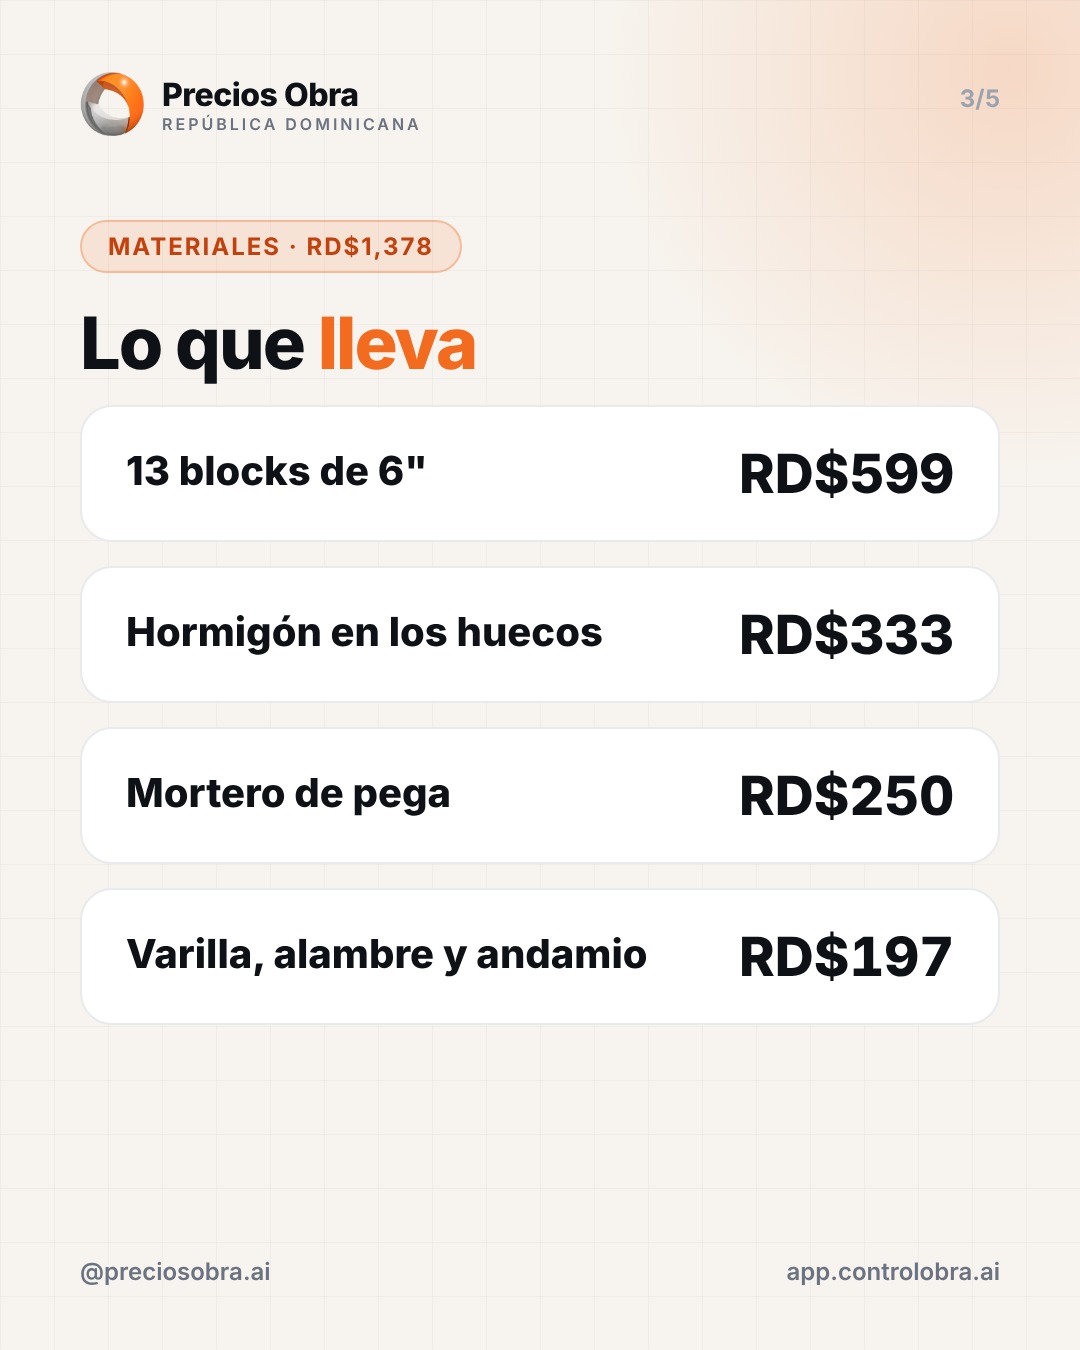 Precios Obra
REPÚBLICA DOMINICANA
3/5
MATERIALES · RD$1,378
Lo que lleva
13 blocks de 6" RD$599
Hormigón en los huecos RD$333
Mortero de pega RD$250
Varilla, alambre y andamio RD$197
@preciosobra.ai app.controlobra.ai